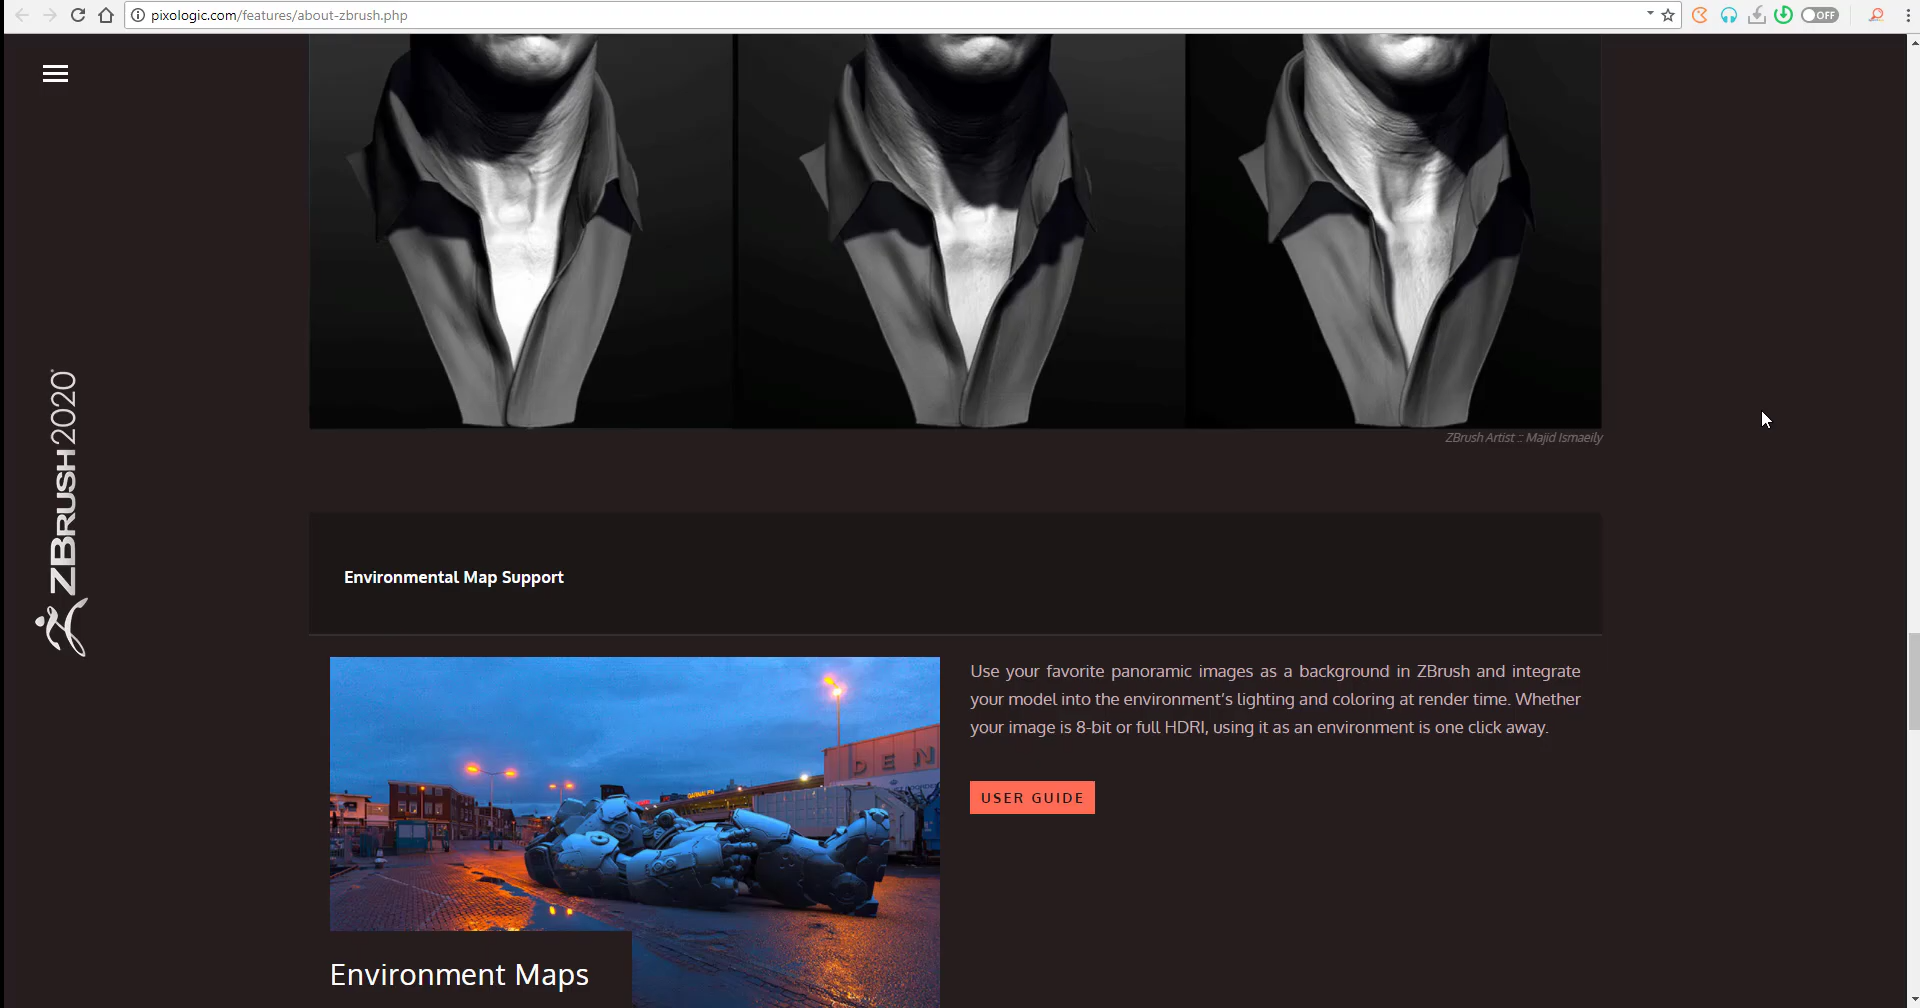 pixologic.com/features/about-zbrush.php
OFF
ZBRUSH2020
ZBrush Artist :: Majid Ismaeily
Environmental Map Support
Use your favorite panoramic images as a background in ZBrush and integrate
your model into the environment’s lighting and coloring at render time. Whether
your image is 8-bit or full HDRI, using it as an environment is one click away.
USER GUIDE
DEN
Environment Maps